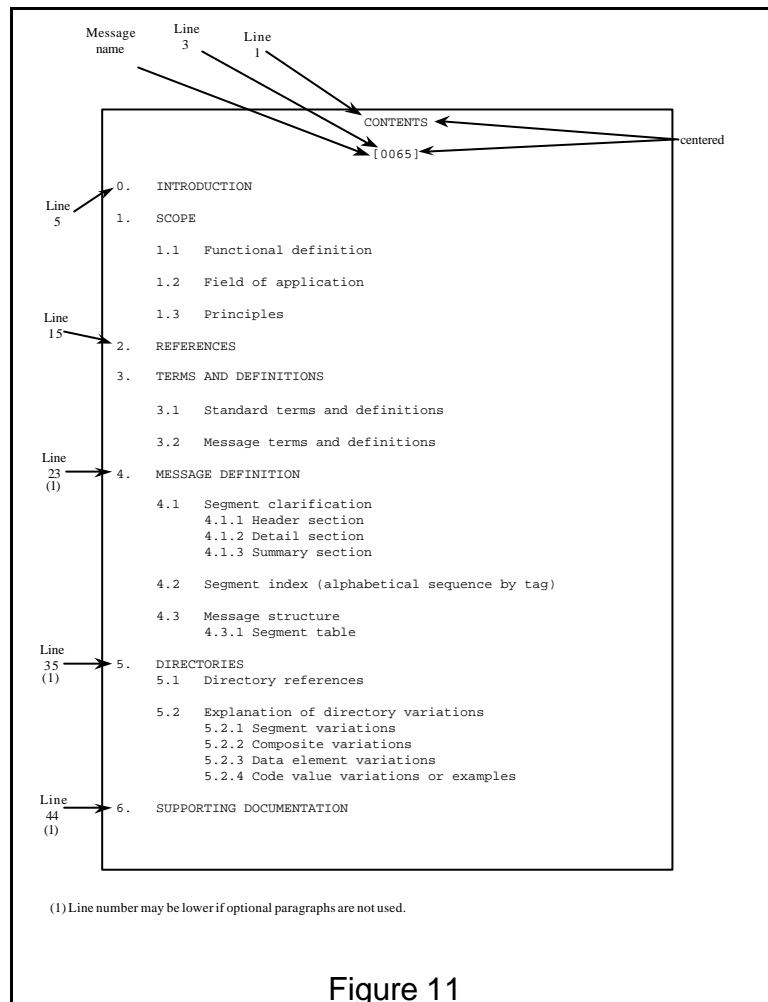 Message
name
Line
3
Line
1
CONTENTS
[0065]
centered
0. INTRODUCTION
Line
5
1. SCOPE
1.1 Functional definition
1.2 Field of application
1.3 Principles
Line
15
2. REFERENCES
3. TERMS AND DEFINITIONS
3.1 Standard terms and definitions
3.2 Message terms and definitions
Line
23
(1)
4. MESSAGE DEFINITION
4.1 Segment clarification
4.1.1 Header section
4.1.2 Detail section
4.1.3 Summary section
4.2 Segment index (alphabetical sequence by tag)
4.3 Message structure
4.3.1 Segment table
Line
35
(1)
5. DIRECTORIES
5.1 Directory references
5.2 Explanation of directory variations
5.2.1 Segment variations
5.2.2 Composite variations
5.2.3 Data element variations
5.2.4 Code value variations or examples
Line
44
(1)
6. SUPPORTING DOCUMENTATION
(1) Line number may be lower if optional paragraphs are not used.
Figure 11